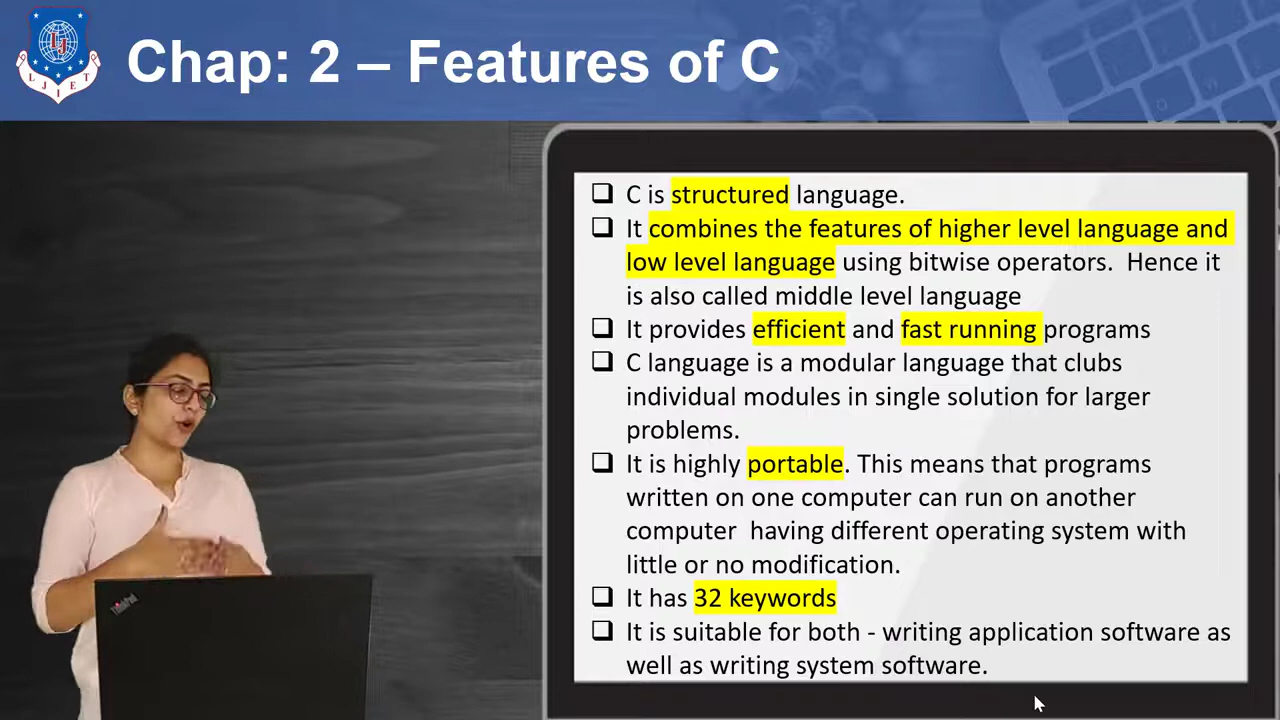 Chap: 2 – Features of C
LJ
L J I E T
❑ C is structured language.
❑ It combines the features of higher level language and
low level language using bitwise operators.  Hence it
is also called middle level language
❑ It provides efficient and fast running programs
❑ C language is a modular language that clubs
individual modules in single solution for larger
problems.
❑ It is highly portable. This means that programs
written on one computer can run on another
computer  having different operating system with
little or no modification.
❑ It has 32 keywords
❑ It is suitable for both - writing application software as
well as writing system software.
ThinkPad